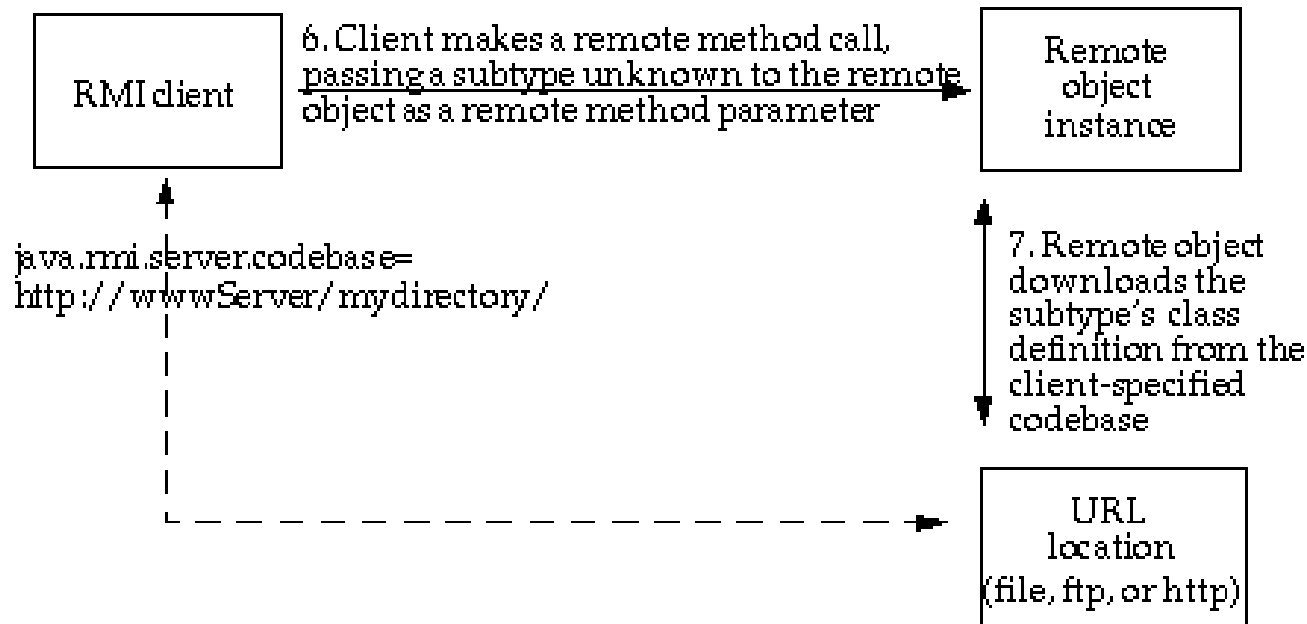 RMI client
6. Client makes a remote method call,
passing a subtype unknown to the remote
object as a remote method parameter
Remote
object
instance
java.rmi.server.codebase=
http://wwwServer/mydirectory/
7. Remote object
downloads the
subtype's class
definition from the
client-specified
codebase
URL
location
(file, ftp, or http)